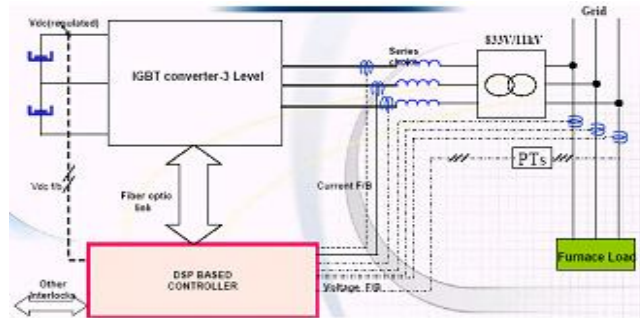 Vdc(regulated)
Grid
833V/11kV
Series
choke
IGBT converter-3 Level
PTs
Vdc f/b
Fiber optic
link
Current F/B
Furnace Load
DSP BASED
CONTROLLER
Other
Interlocks
Voltage F/B